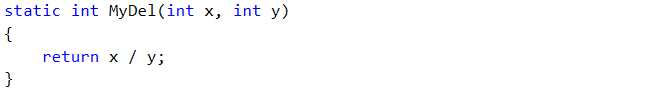 static int MyDel(int x, int y)
{
    return x / y;
}